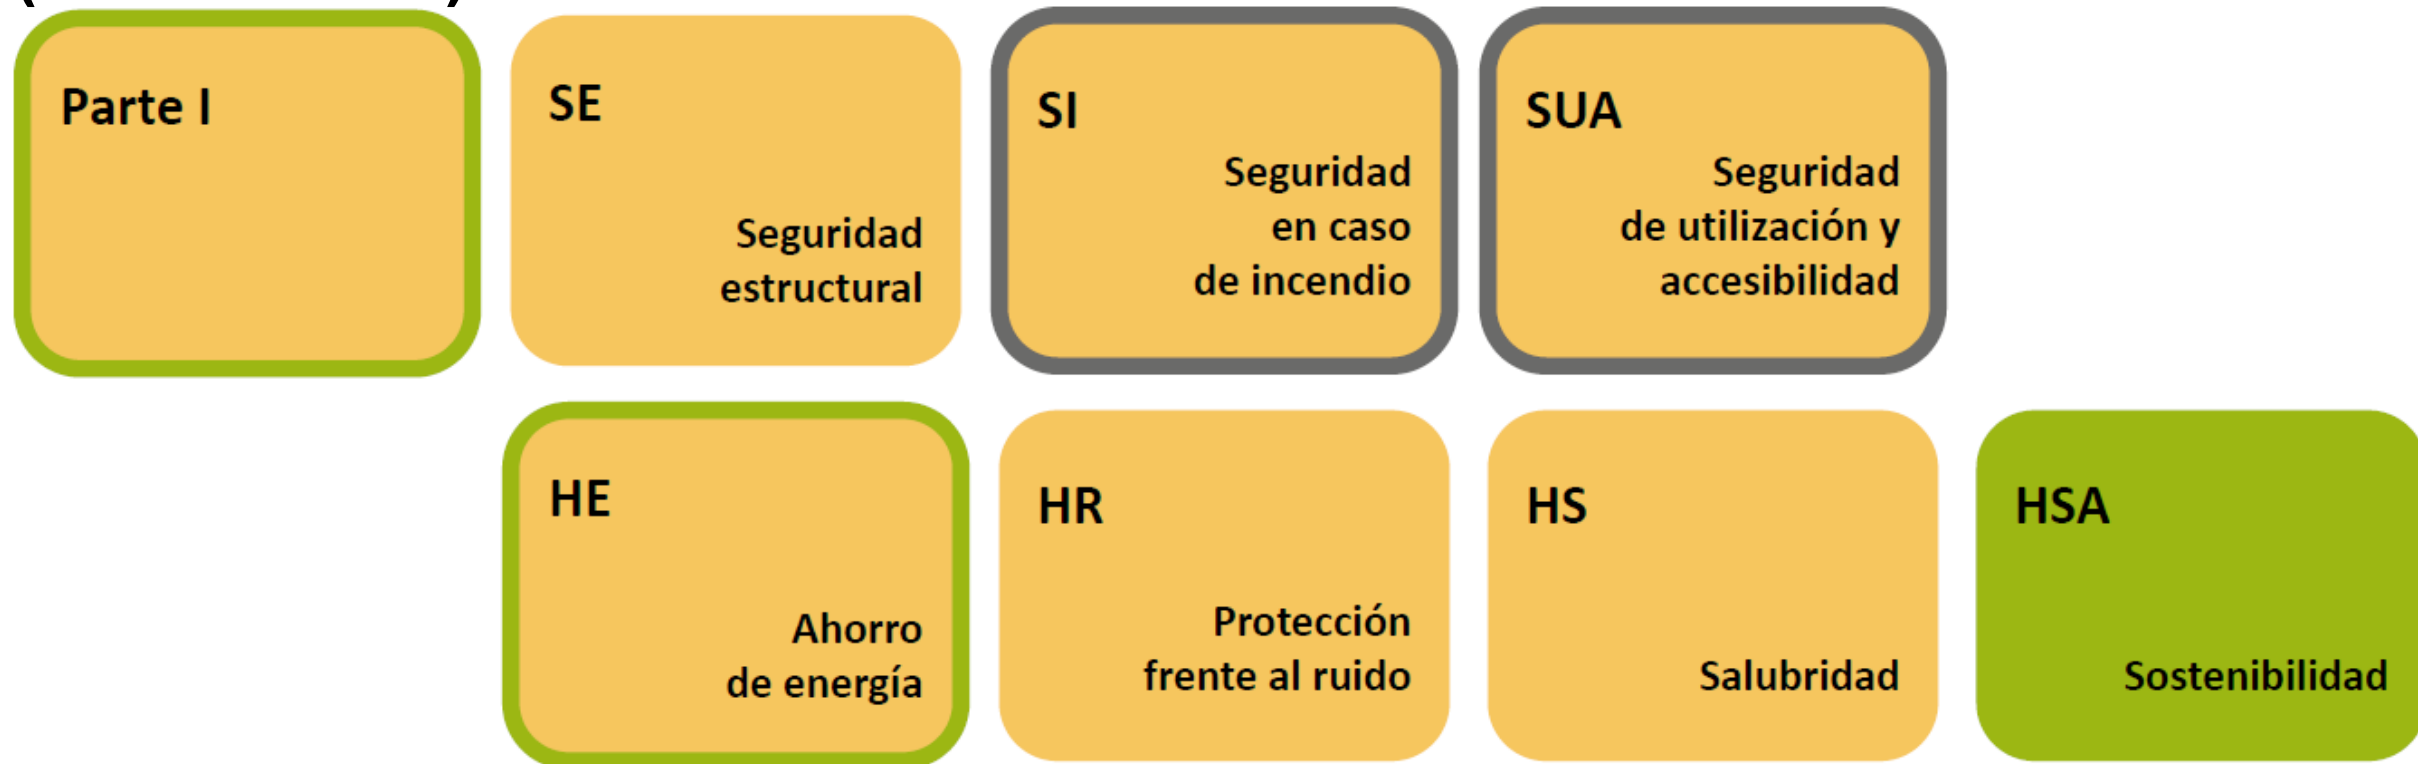 Parte I
SE
Seguridad
estructural
SI
Seguridad
en caso
de incendio
SUA
Seguridad
de utilización y
accesibilidad
HE
Ahorro
de energía
HR
Protección
frente al ruido
HS
Salubridad
HSA
Sostenibilidad